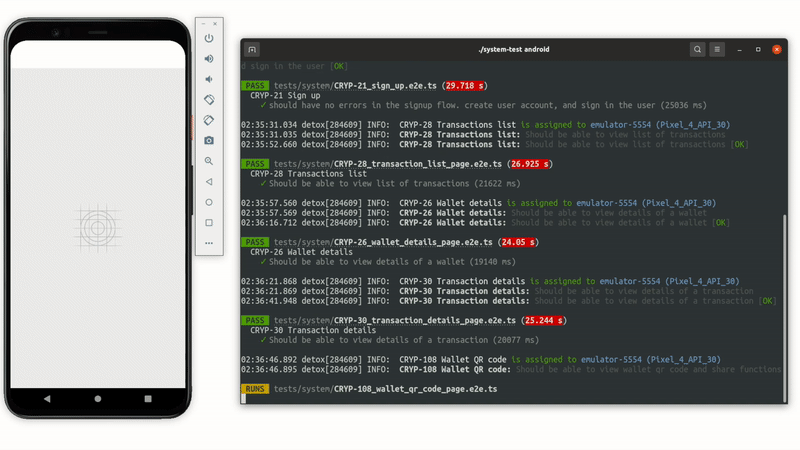 ./system-test android
d sign in the user [OK]
PASS tests/system/CRYP-21_sign_up.e2e.ts (29.718 s)
CRYP-21 Sign up
✓ should have no errors in the signup flow. create user account, and sign in the user (25036 ms)
02:35:31.034 detox[284609] INFO: CRYP-28 Transactions list is assigned to emulator-5554 (Pixel_4_API_30)
02:35:31.035 detox[284609] INFO: CRYP-28 Transactions list: Should be able to view list of transactions
02:35:52.660 detox[284609] INFO: CRYP-28 Transactions list: Should be able to view list of transactions [OK]
PASS tests/system/CRYP-28_transaction_list_page.e2e.ts (26.925 s)
CRYP-28 Transactions list
✓ Should be able to view list of transactions (21622 ms)
02:35:57.560 detox[284609] INFO: CRYP-26 Wallet details is assigned to emulator-5554 (Pixel_4_API_30)
02:35:57.569 detox[284609] INFO: CRYP-26 Wallet details: Should be able to view details of a wallet
02:36:16.712 detox[284609] INFO: CRYP-26 Wallet details: Should be able to view details of a wallet [OK]
PASS tests/system/CRYP-26_wallet_details_page.e2e.ts (24.05 s)
CRYP-26 Wallet details
✓ Should be able to view details of a wallet (19140 ms)
02:36:21.868 detox[284609] INFO: CRYP-30 Transaction details is assigned to emulator-5554 (Pixel_4_API_30)
02:36:21.869 detox[284609] INFO: CRYP-30 Transaction details: Should be able to view details of a transaction
02:36:41.948 detox[284609] INFO: CRYP-30 Transaction details: Should be able to view details of a transaction [OK]
PASS tests/system/CRYP-30_transaction_details_page.e2e.ts (25.244 s)
CRYP-30 Transaction details
✓ Should be able to view details of a transaction (20077 ms)
02:36:46.892 detox[284609] INFO: CRYP-108 Wallet QR code is assigned to emulator-5554 (Pixel_4_API_30)
02:36:46.895 detox[284609] INFO: CRYP-108 Wallet QR code: Should be able to view wallet qr code and share functions
RUNS tests/system/CRYP-108_wallet_qr_code_page.e2e.ts